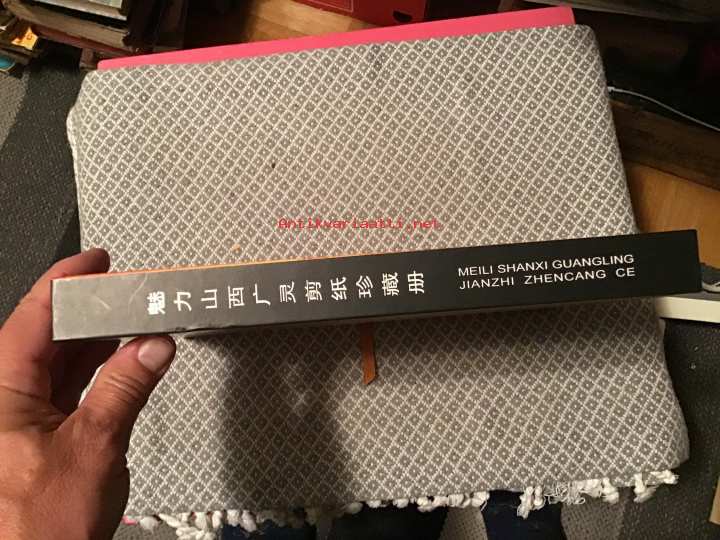 Antikvariaatti.net
魅力山西广灵剪纸珍藏册
MEILI SHANXI GUANGLING
JIANZHI ZHENCANG CE